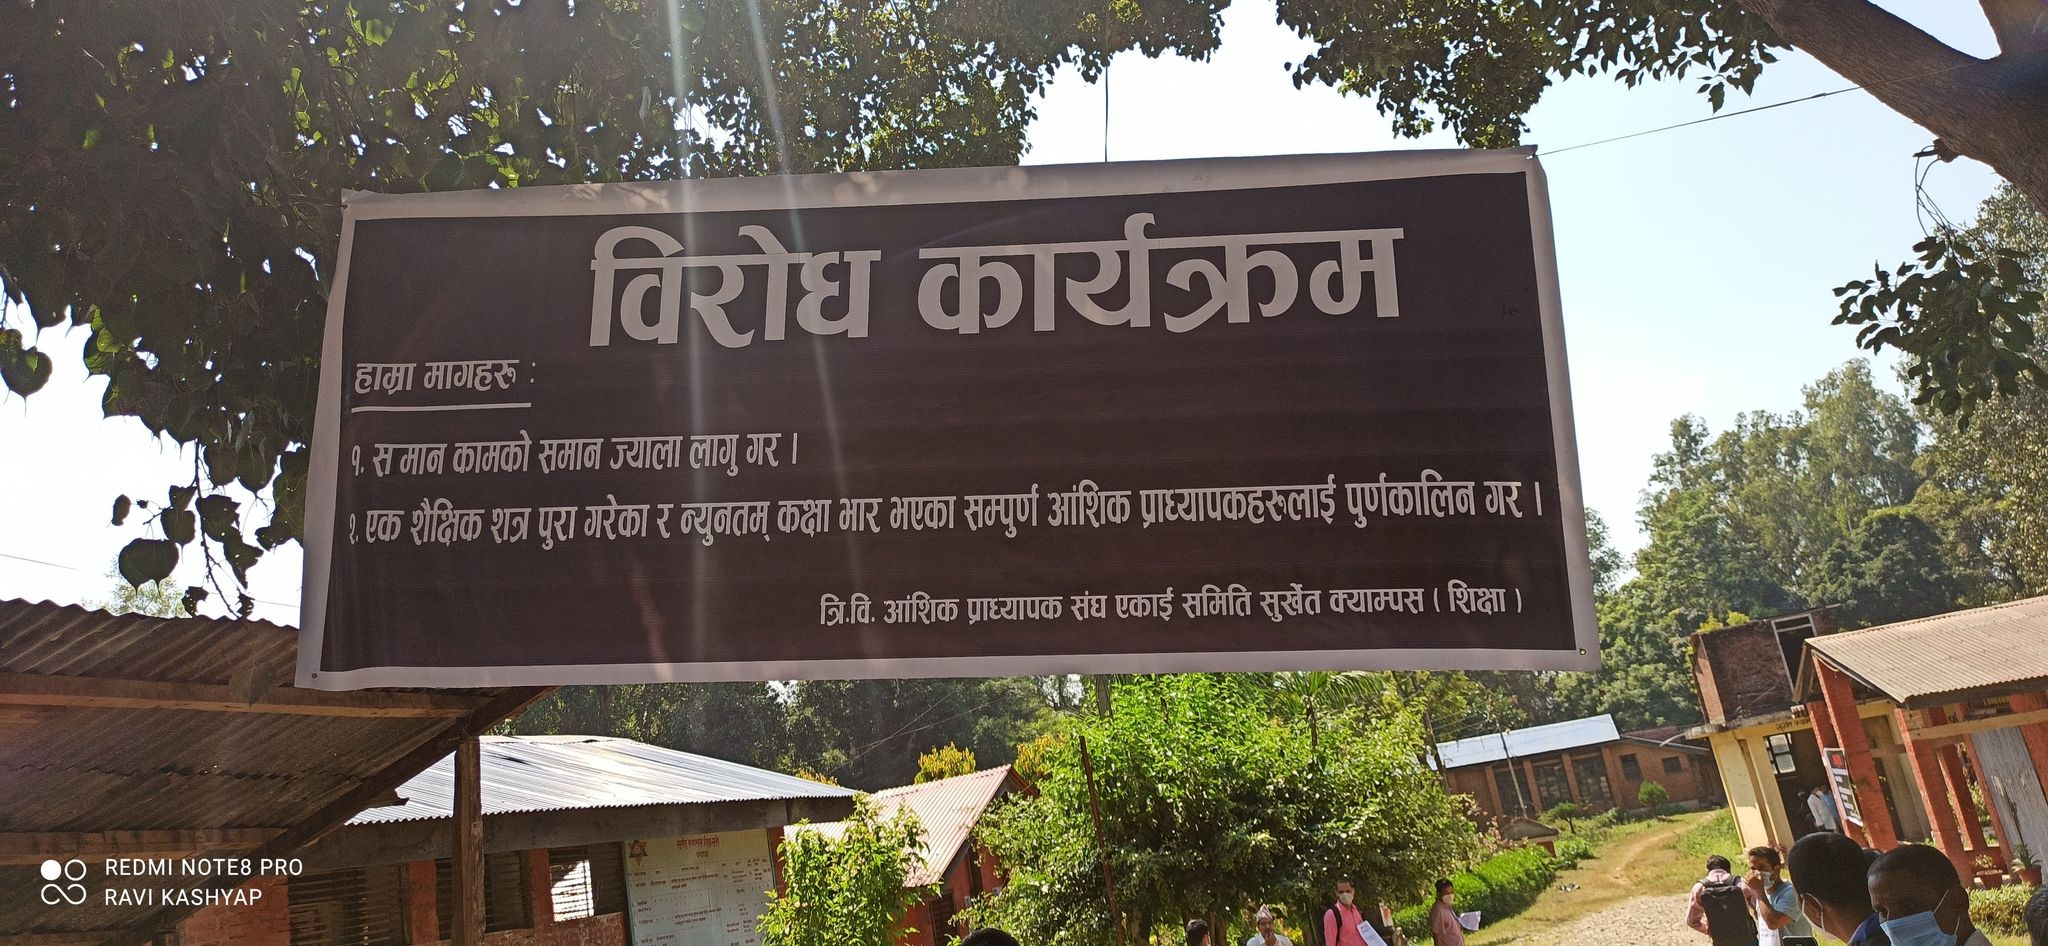 विरोध कार्यक्रम
हाम्रा मागहरू :
१. समान कामको समान ज्याला लागु गर ।
२. एक शैक्षिक शत्र पुरा गरेका र न्युनतम् कक्षा भार भएका सम्पुर्ण आंशिक प्राध्यापकहरुलाई पुर्णकालिन गर ।
त्रि.वि. आंशिक प्राध्यापक संघ एकाई समिति सुर्खेत क्याम्पस ( शिक्षा )
REDMI NOTE8 PRO
RAVI KASHYAP